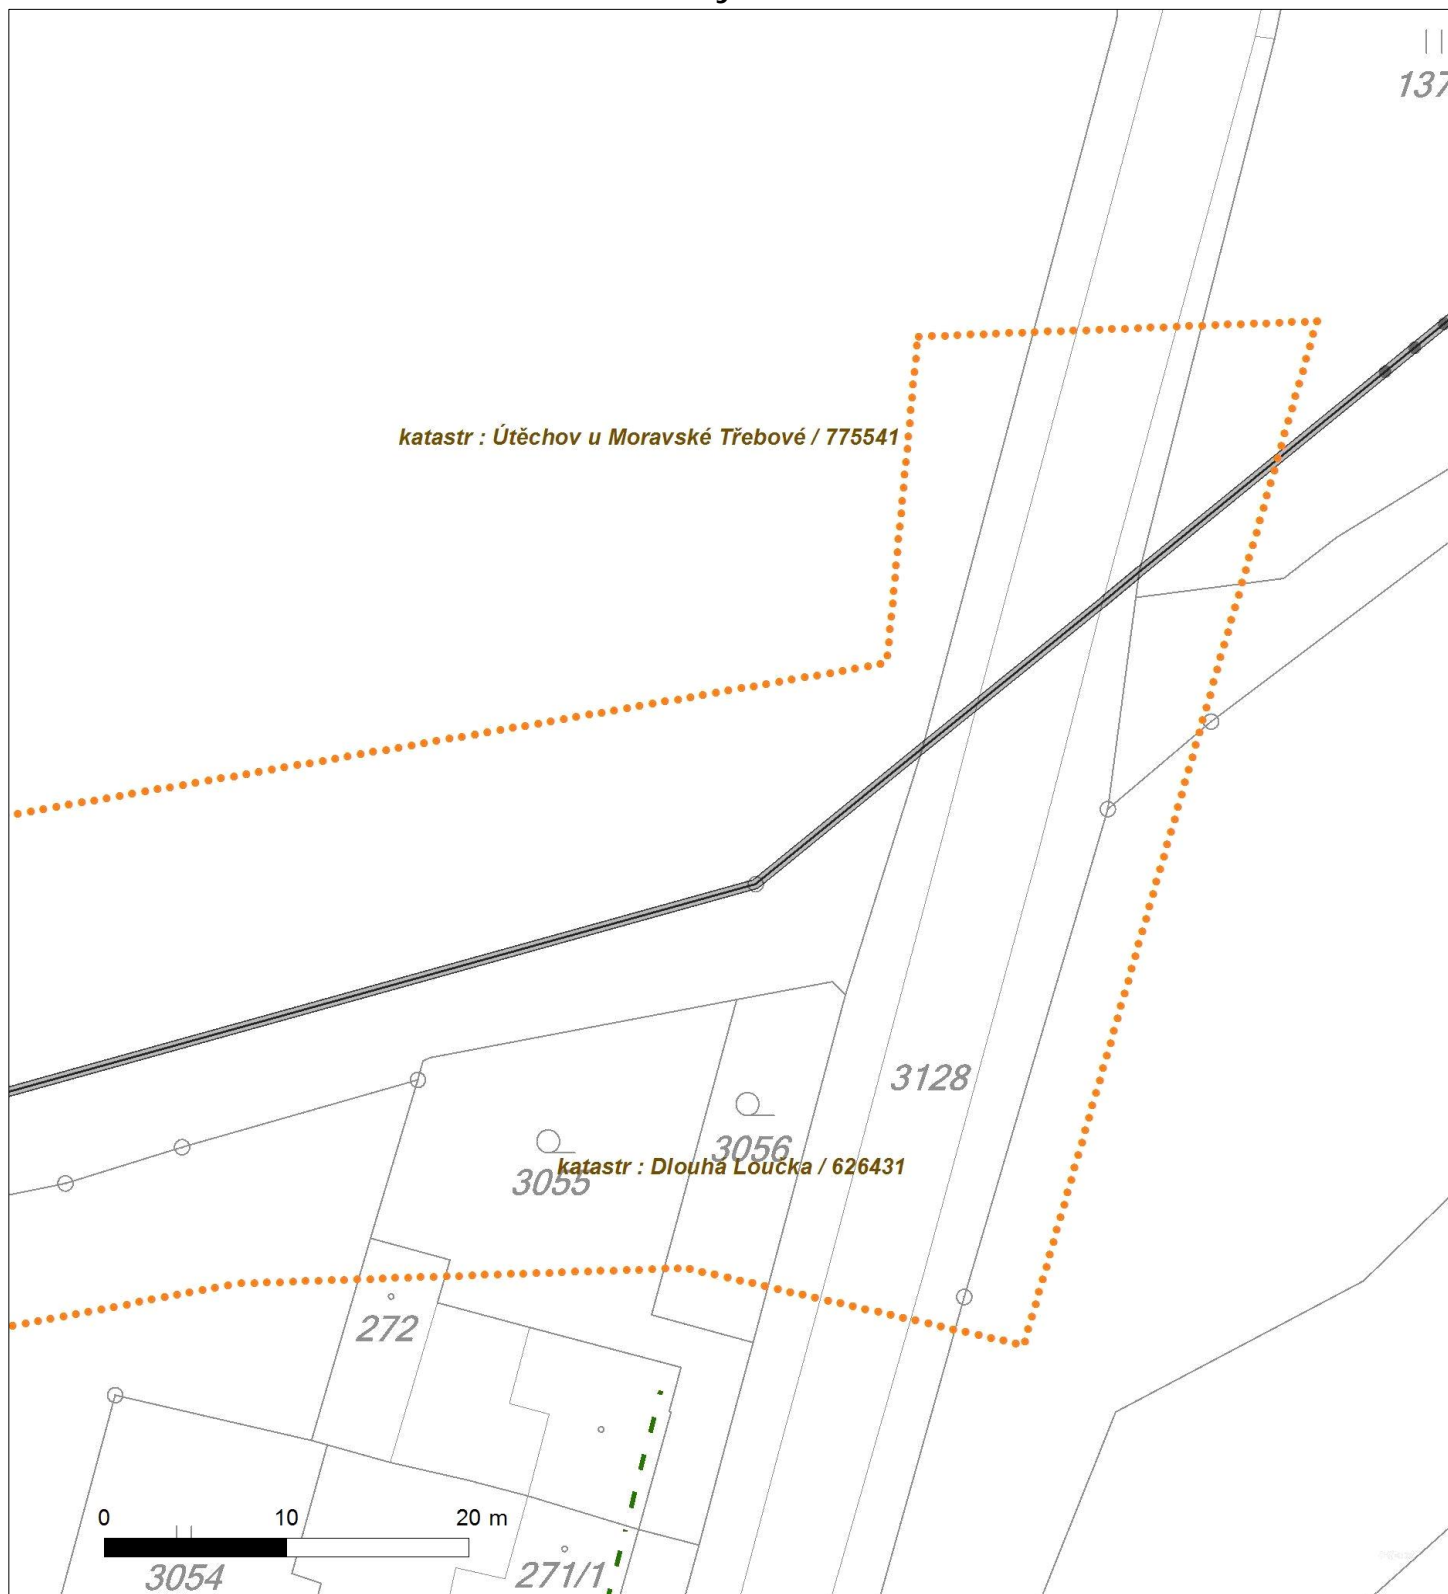 137
katastr : Útěchov u Moravské Třebové / 775541
3128
3056
katastr : Dlouhá Loučka / 626431
3055
272
0 10 20 m
3054
271/1